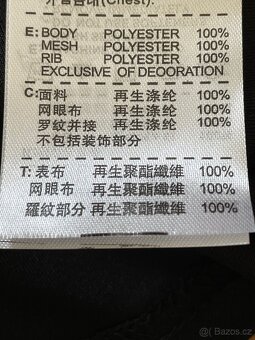 (Chest).
E: BODY POLYESTER 100%
MESH POLYESTER 100%
RIB POLYESTER 100%
EXCLUSIVE OF DEOORATION
C: 面料 再生涤纶 100%
网眼布 再生涤纶 100%
罗纹并接 再生涤纶 100%
不包括装饰部分
T: 表布 再生聚酯纖維 100%
网眼布 再生聚酯纖維 100%
羅紋部分 再生聚酯纖維 100%
Bazos.cz